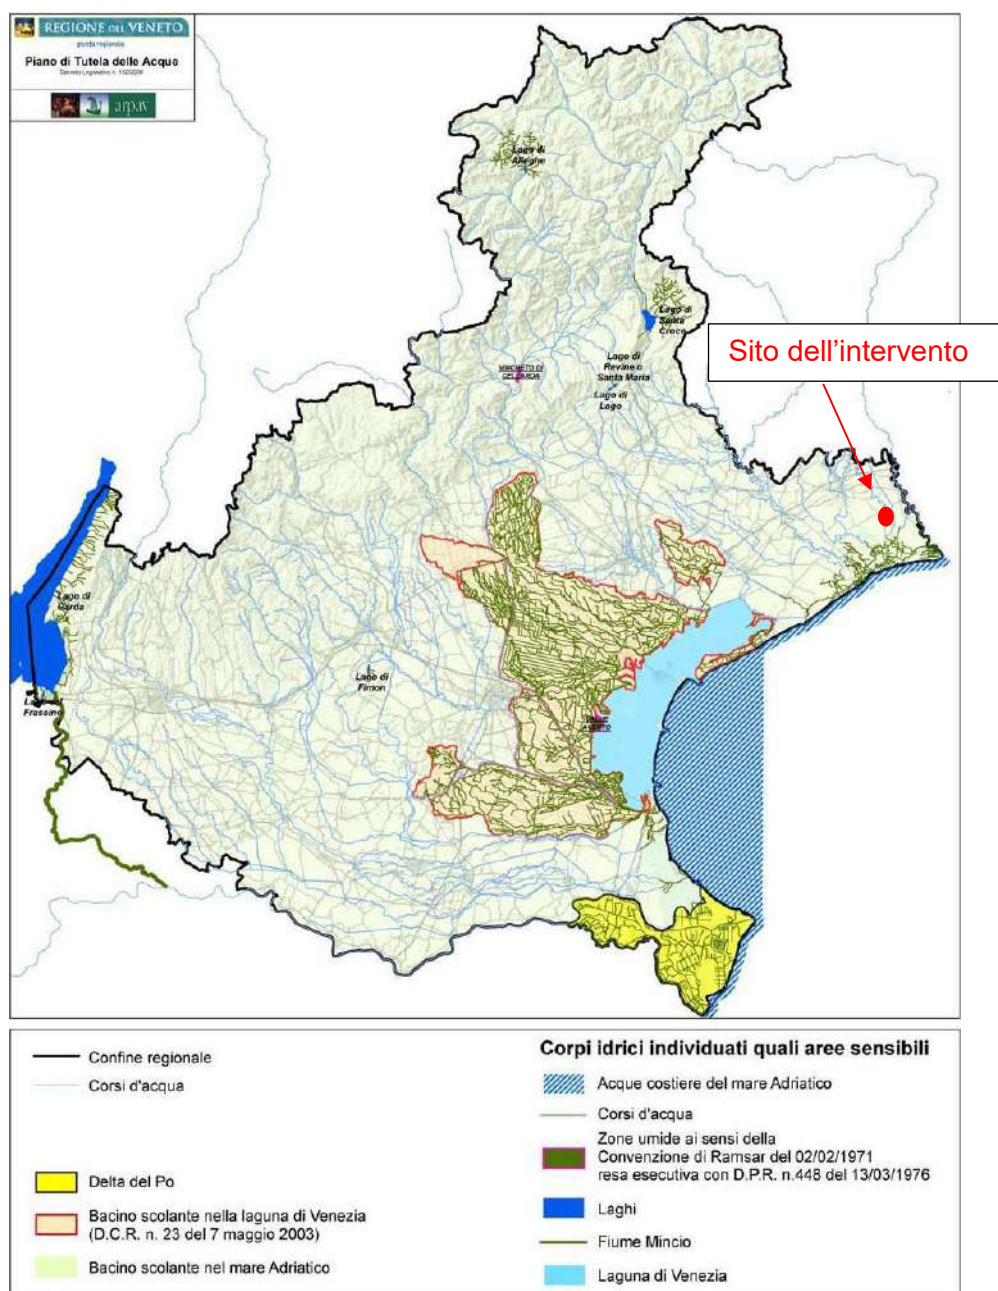 REGIONE DEL VENETO
giunta regionale
Piano di Tutela delle Acque
arpav
Lago di
Alleghe
Lago di
Santa
Croce
Sito dell'intervento
Lago di
Revine o
Santa Maria
Lago di
Lago
Lago di
Garda
Lago di
Fimon
Lago del
Frassino
Confine regionale
Corsi d'acqua
Delta del Po
Bacino scolante nella laguna di Venezia
(D.C.R. n. 23 del 7 maggio 2003)
Bacino scolante nel mare Adriatico
Corpi idrici individuati quali aree sensibili
Acque costiere del mare Adriatico
Corsi d'acqua
Zone umide ai sensi della
Convenzione di Ramsar del 02/02/1971
resa esecutiva con D.P.R. n.448 del 13/03/1976
Laghi
Fiume Mincio
Laguna di Venezia